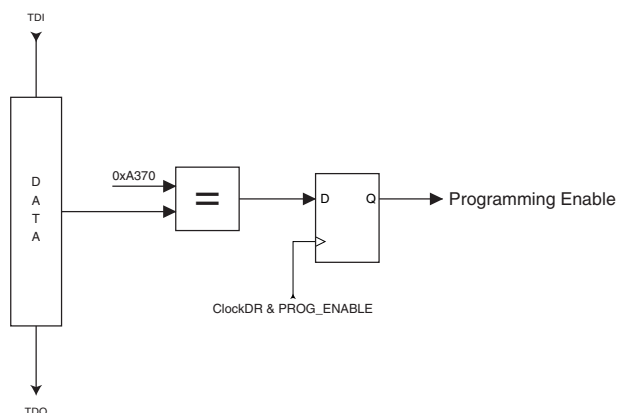 TDI
D
A
T
A
0xA370
=
D Q
Programming Enable
ClockDR & PROG_ENABLE
TDO